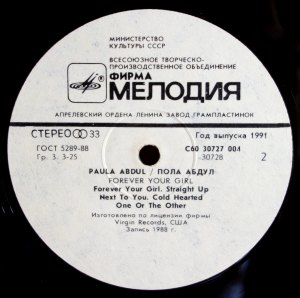 МИНИСТЕРСТВО
КУЛЬТУРЫ СССР
ВСЕСОЮЗНОЕ ТВОРЧЕСКО-
ПРОИЗВОДСТВЕННОЕ ОБЪЕДИНЕНИЕ
ФИРМА
МЕЛОДИЯ
АПРЕЛЕВСКИЙ ОРДЕНА ЛЕНИНА ЗАВОД ГРАМПЛАСТИНОК
СТЕРЕО 33
Год выпуска 1991
ГОСТ 5289-88
С60 30727 004
Гр. 3. 3-25
-30728
2
PAULA ABDUL / ПОЛА АБДУЛ
FOREVER YOUR GIRL
Forever Your Girl. Straight Up
Next To You. Cold Hearted
One Or The Other
Изготовлено по лицензии фирмы
Virgin Records, США
Запись 1988 г.